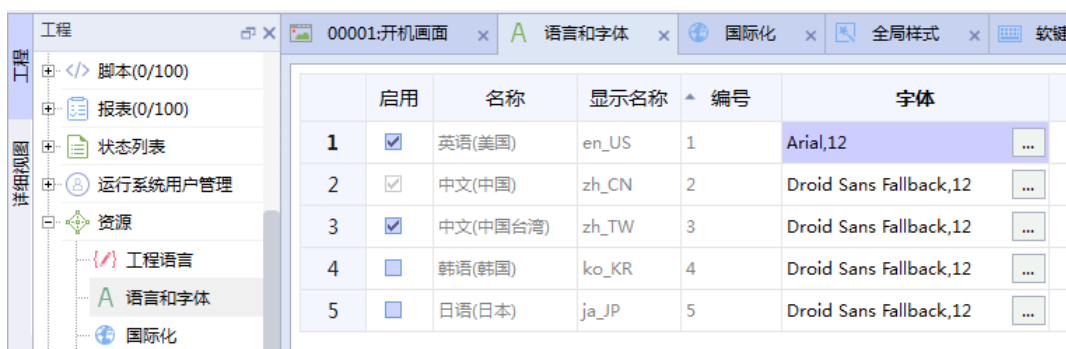 工程
00001:开机画面
语言和字体
国际化
全局样式
软键
工程
详细视图
脚本(0/100)
报表(0/100)
状态列表
运行系统用户管理
资源
工程语言
语言和字体
国际化
启用 名称 显示名称 编号 字体
1 英语(美国) en_US 1 Arial,12 ...
2 中文(中国) zh_CN 2 Droid Sans Fallback,12 ...
3 中文(中国台湾) zh_TW 3 Droid Sans Fallback,12 ...
4 韩语(韩国) ko_KR 4 Droid Sans Fallback,12 ...
5 日语(日本) ja_JP 5 Droid Sans Fallback,12 ...